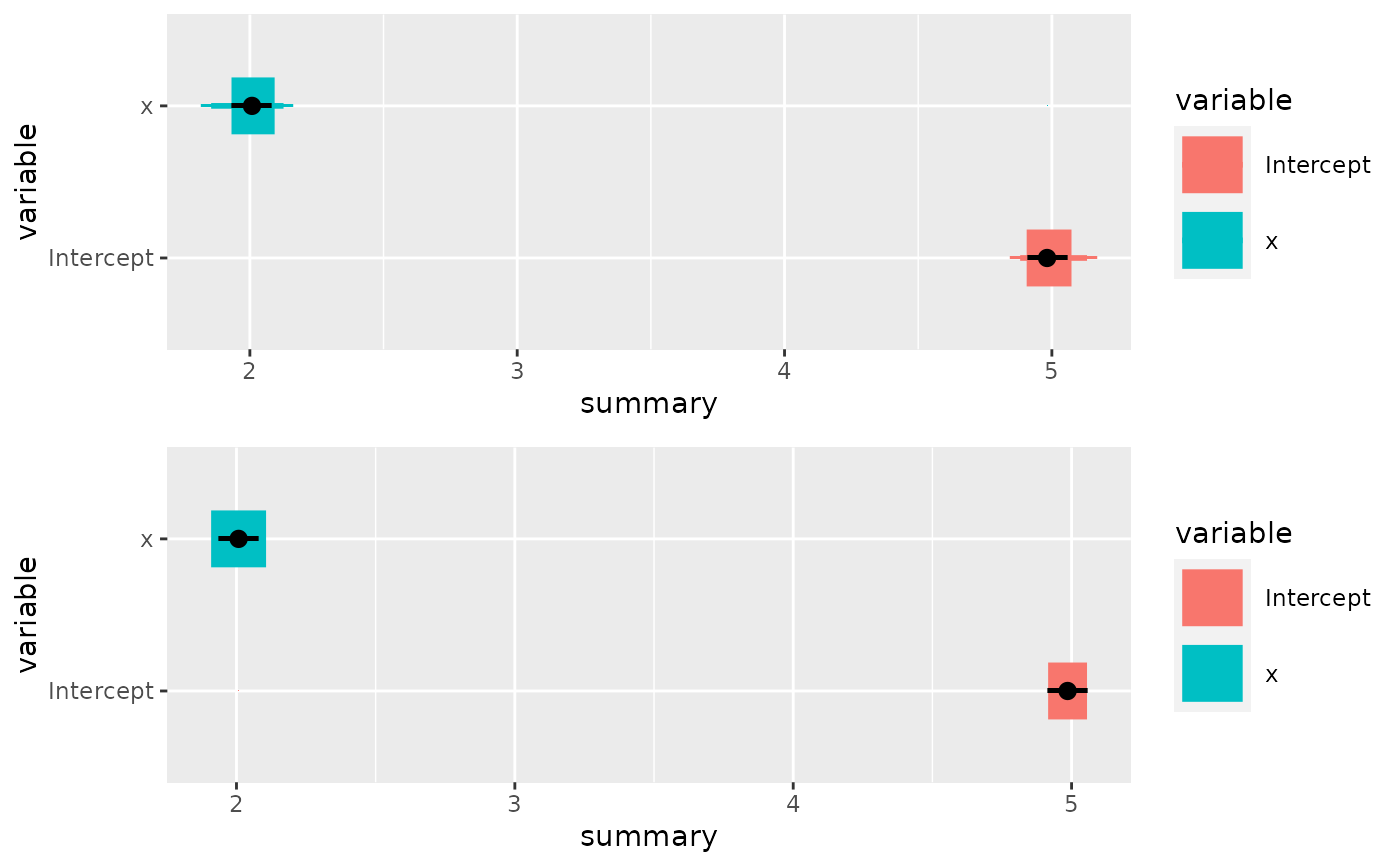 variable
x
Intercept
2 3 4 5
summary
variable
Intercept
x
variable
x
Intercept
2 3 4 5
summary
variable
Intercept
x